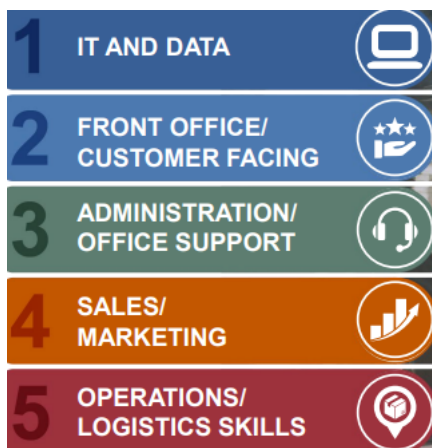 1
IT AND DATA
2
FRONT OFFICE/
CUSTOMER FACING
3
ADMINISTRATION/
OFFICE SUPPORT
4
SALES/
MARKETING
5
OPERATIONS/
LOGISTICS SKILLS